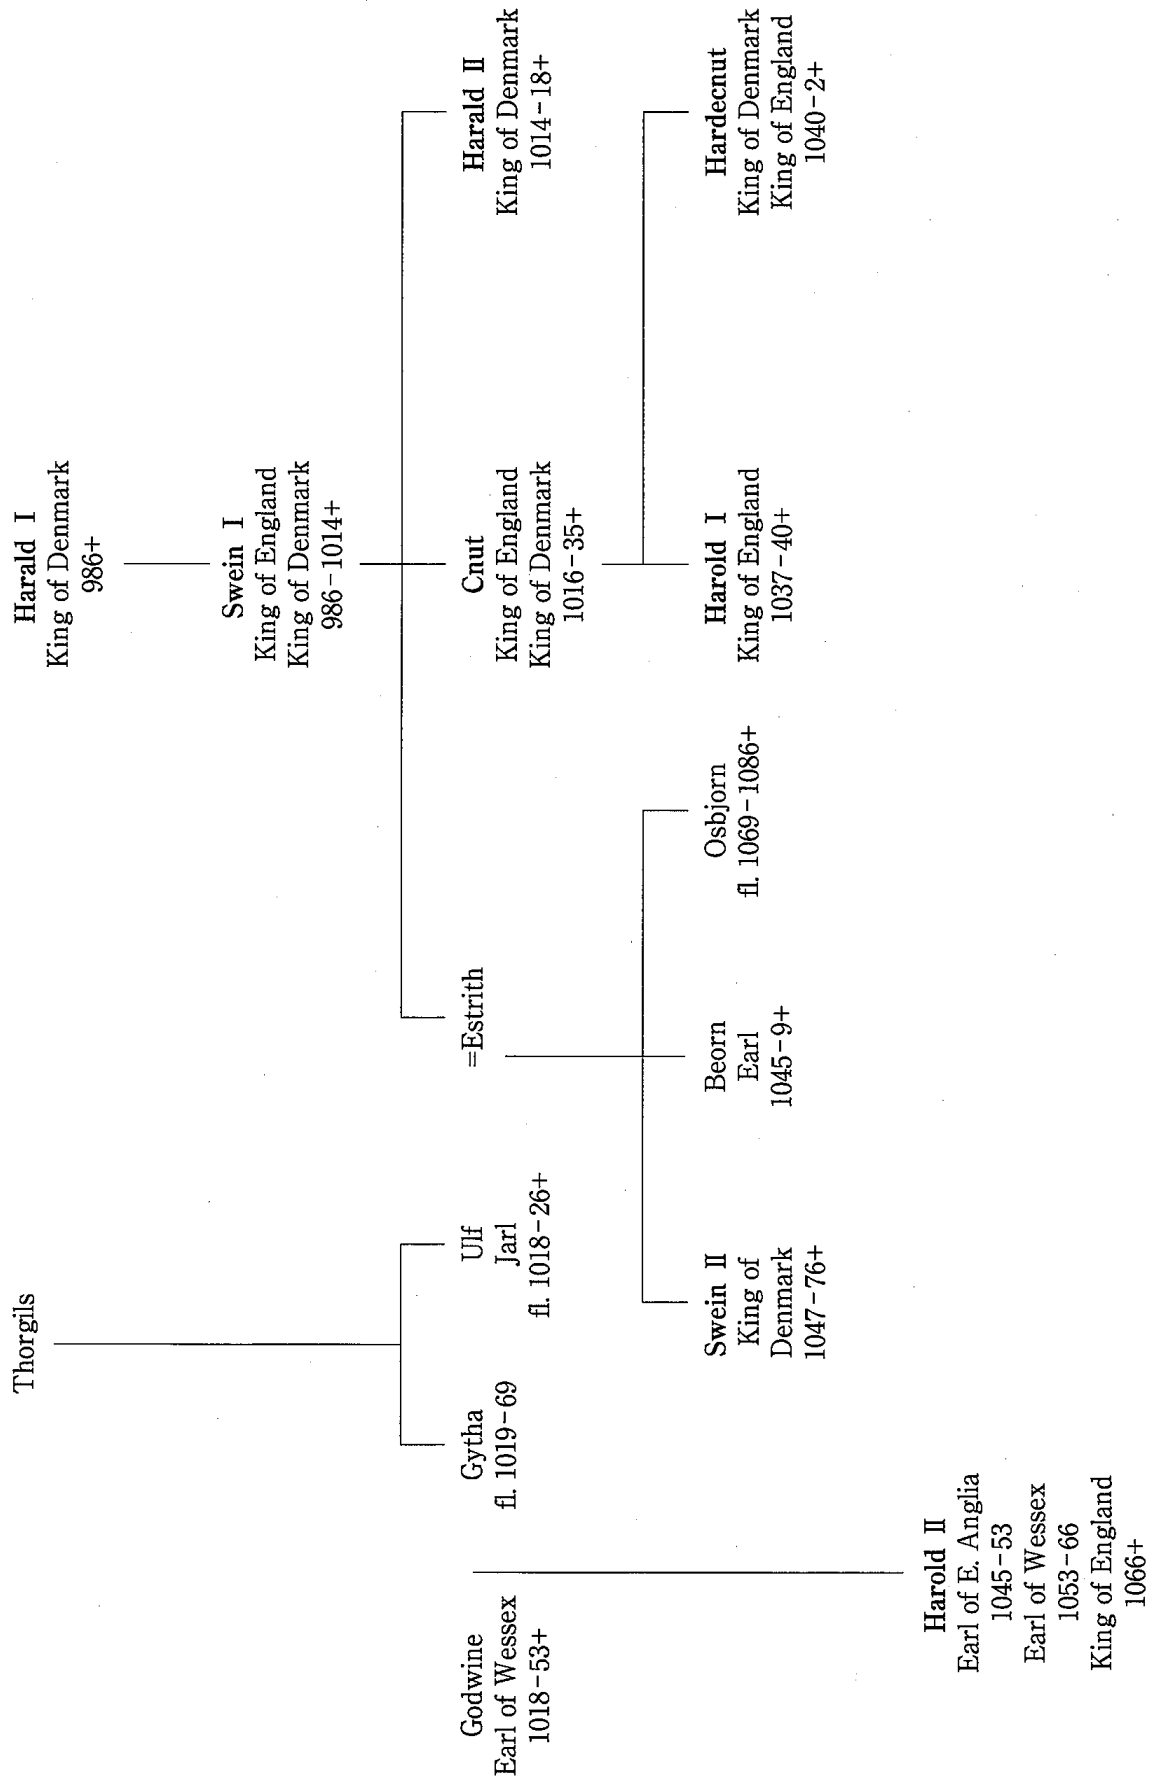 Thorgils
Harald I
King of Denmark
986+
Swein I
King of England
King of Denmark
986-1014+
Godwine
Earl of Wessex
1018-53+
Gytha
fl. 1019-69
Ulf
Jarl
fl. 1018-26+
=Estrith
Cnut
King of England
King of Denmark
1016-35+
Harald II
King of Denmark
1014-18+
Swein II
King of
Denmark
1047-76+
Beorn
Earl
1045-9+
Osbjorn
fl. 1069-1086+
Harold I
King of England
1037-40+
Hardecnut
King of Denmark
King of England
1040-2+
Harold II
Earl of E. Anglia
1045-53
Earl of Wessex
1053-66
King of England
1066+